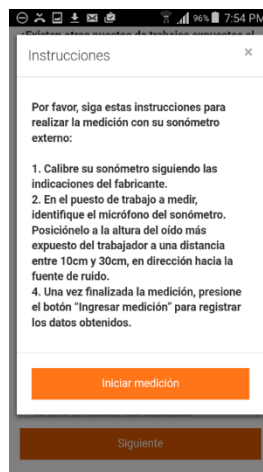 96% 7:54 PM
¿Existen otros puestos de trabajo expuestos al
Instrucciones ×
Por favor, siga estas instrucciones para
realizar la medición con su sonómetro
externo:
1. Calibre su sonómetro siguiendo las
indicaciones del fabricante.
2. En el puesto de trabajo a medir,
identifique el micrófono del sonómetro.
Posiciónelo a la altura del oído más
expuesto del trabajador a una distancia
entre 10cm y 30cm, en dirección hacia la
fuente de ruido.
4. Una vez finalizada la medición, presione
el botón “Ingresar medición” para registrar
los datos obtenidos.
Iniciar medición
Siguiente